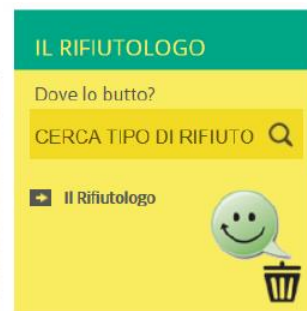 IL RIFIUTOLOGO
Dove lo butto?
CERCA TIPO DI RIFIUTO
Il Rifiutologo